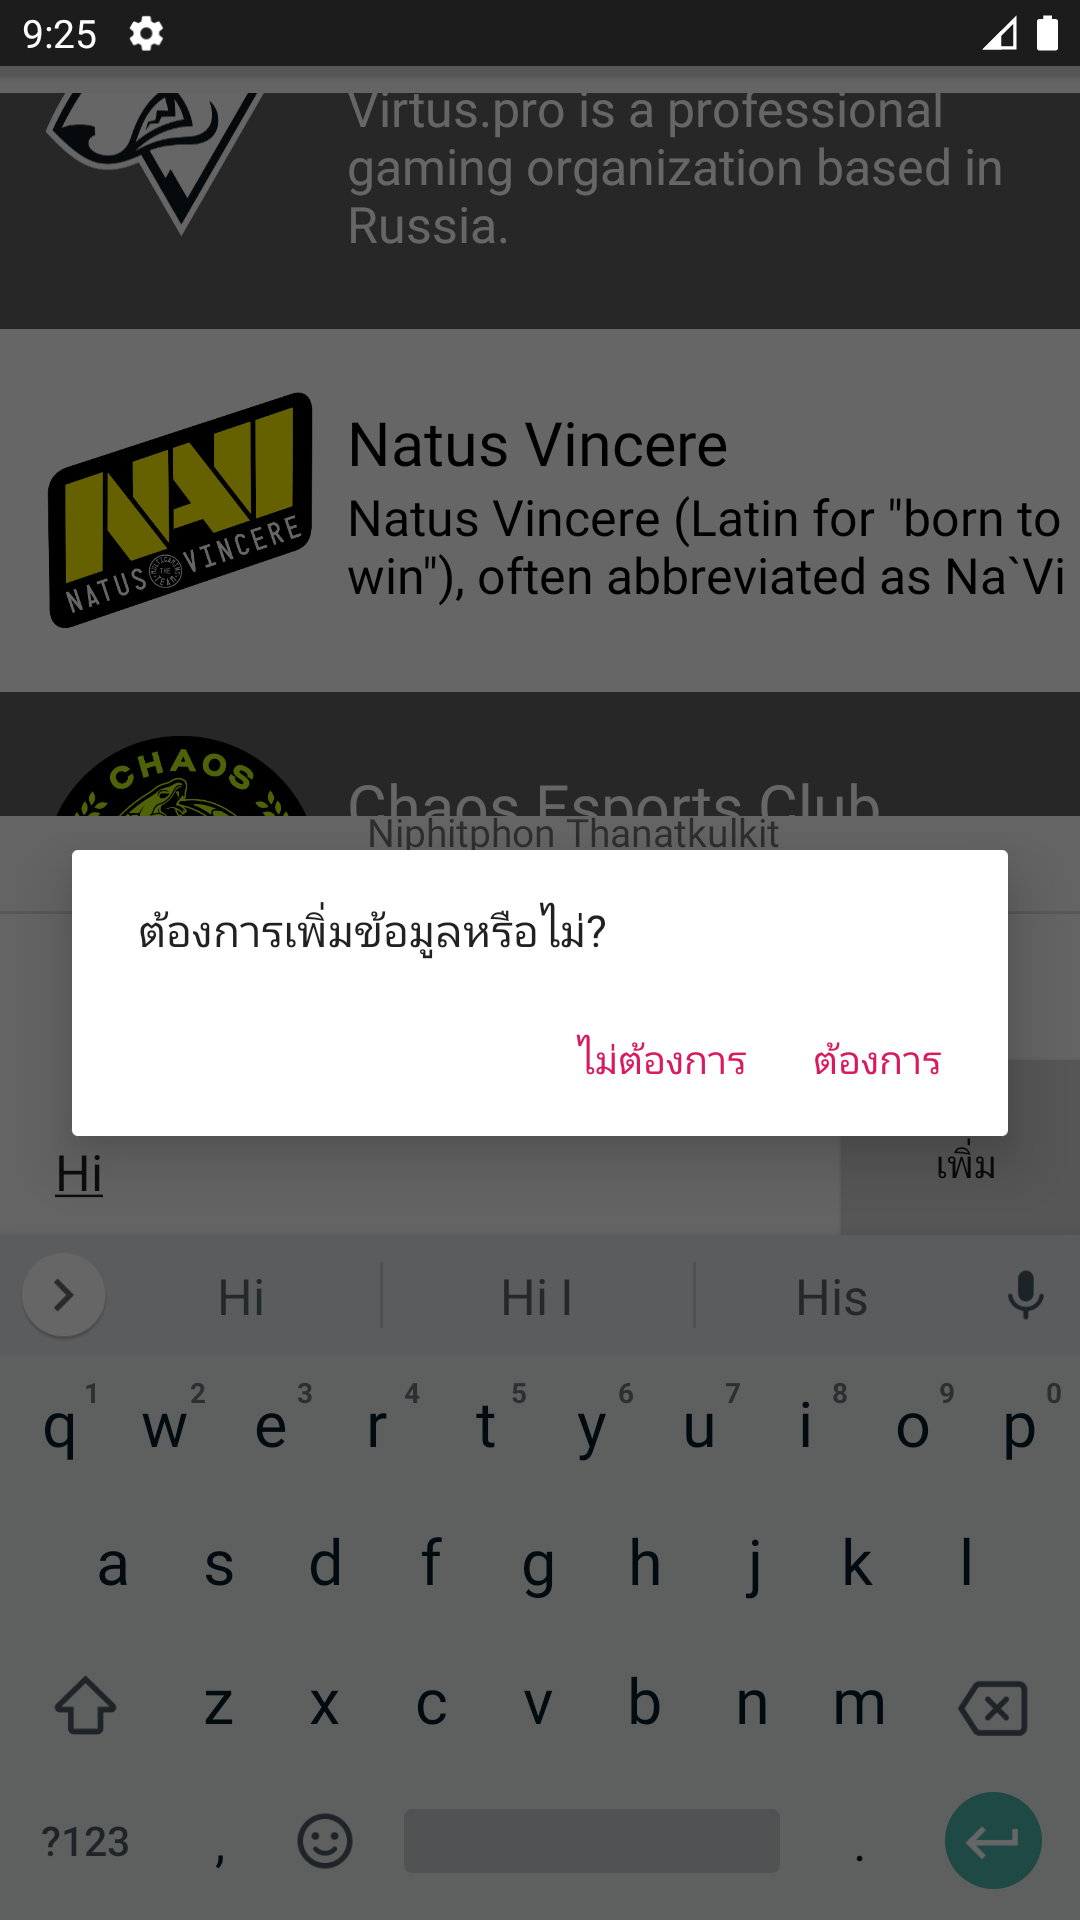 9:25
Virtus.pro is a professional
gaming organization based in
Russia.
NATUS VINCERE
Natus Vincere
Natus Vincere (Latin for "born to
win"), often abbreviated as Na`Vi
CHAOS
Chaos Esports Club
Niphitphon Thanatkulkit
ต้องการเพิ่มข้อมูลหรือไม่?
ไม่ต้องการ ต้องการ
Hi
เพิ่ม
Hi Hi I His
1 2 3 4 5 6 7 8 9 0
q w e r t y u i o p
a s d f g h j k l
z x c v b n m
?123 , .